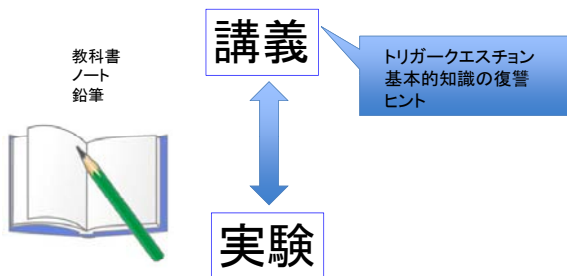 教科書
ノート
鉛筆
講義
トリガークエスチョン
基本的知識の復讐
ヒント
実験